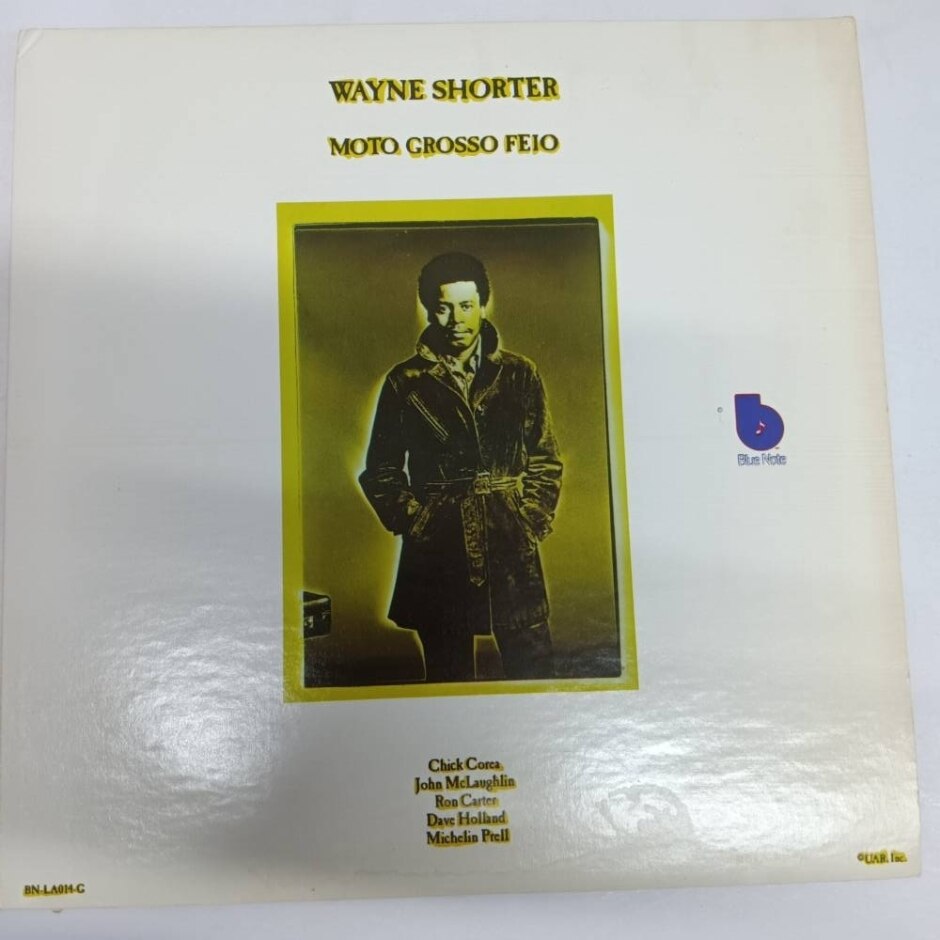 WAYNE SHORTER
MOTO GROSSO FEIO
Blue Note
Chick Corea
John McLaughlin
Ron Carter
Dave Holland
Michelin Prell
©UAR, Inc.
BN-LA014-G